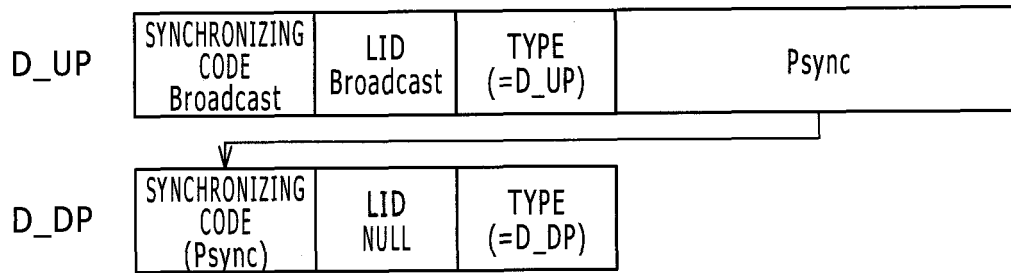 D_UP
SYNCHRONIZING
CODE
Broadcast
LID
Broadcast
TYPE
(=D_UP)
Psync
D_DP
SYNCHRONIZING
CODE
(Psync)
LID
NULL
TYPE
(=D_DP)